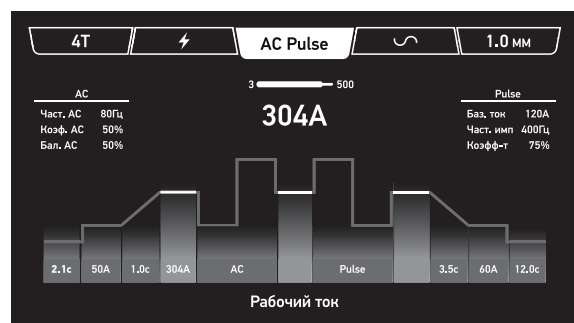 4T AC Pulse 1.0 мм
3 500
304A
AC
Част. AC 80Гц
Коэф. AC 50%
Бал. AC 50%
Pulse
Баз. ток 120A
Част. имп 400Гц
Коэфф-т 75%
2.1с 50A 1.0с 304A AC Pulse 3.5с 60A 12.0с
Рабочий ток